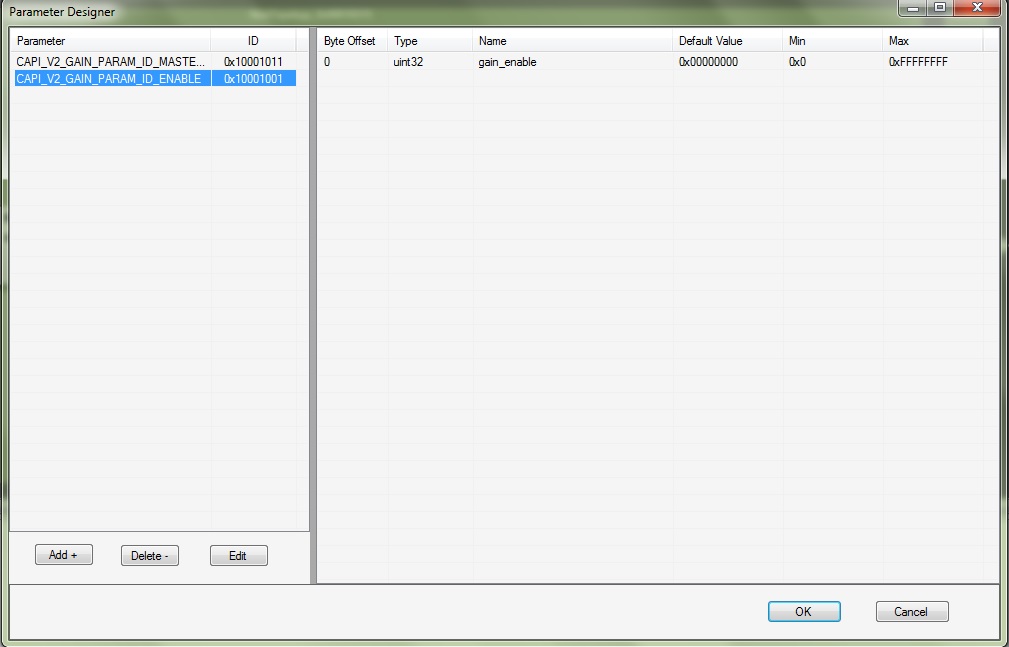 Parameter Designer
Parameter ID
CAPI_V2_GAIN_PARAM_ID_MASTE... 0x10001011
CAPI_V2_GAIN_PARAM_ID_ENABLE 0x10001001
Byte Offset Type Name Default Value Min Max
0 uint32 gain_enable 0x00000000 0x0 0xFFFFFFFF
Add + Delete - Edit
OK Cancel